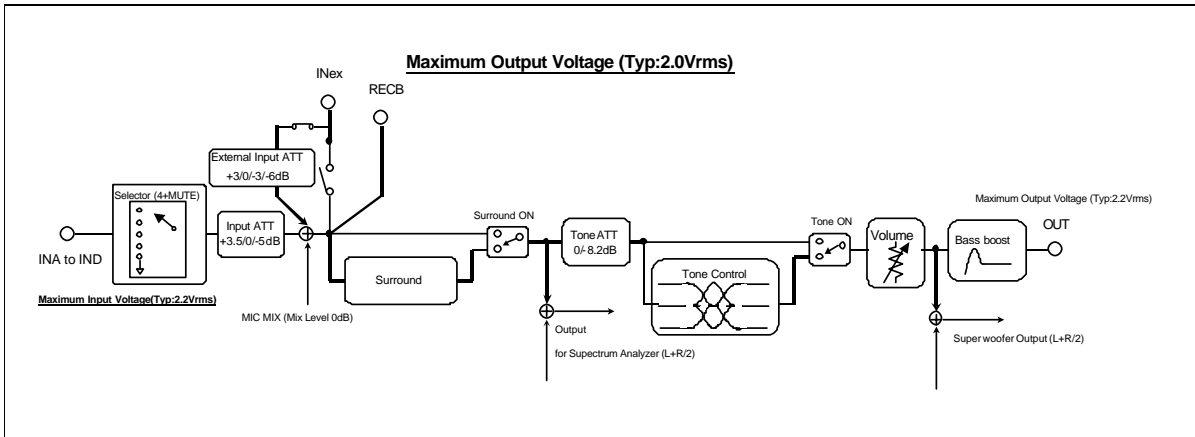 Maximum Output Voltage (Typ:2.0Vrms)
INex
RECB
External Input ATT
+3/0/-3/-6dB
Selector (4+MUTE)
Input ATT
+3.5/0/-5dB
INA to IND
Maximum Input Voltage(Typ:2.2Vrms)
MIC MIX (Mix Level 0dB)
Surround
Surround ON
Tone ATT
0/-8.2dB
Output
for Supectrum Analyzer (L+R/2)
Tone Control
Tone ON
Volume
Maximum Output Voltage (Typ:2.2Vrms)
OUT
Bass boost
Super woofer Output (L+R/2)